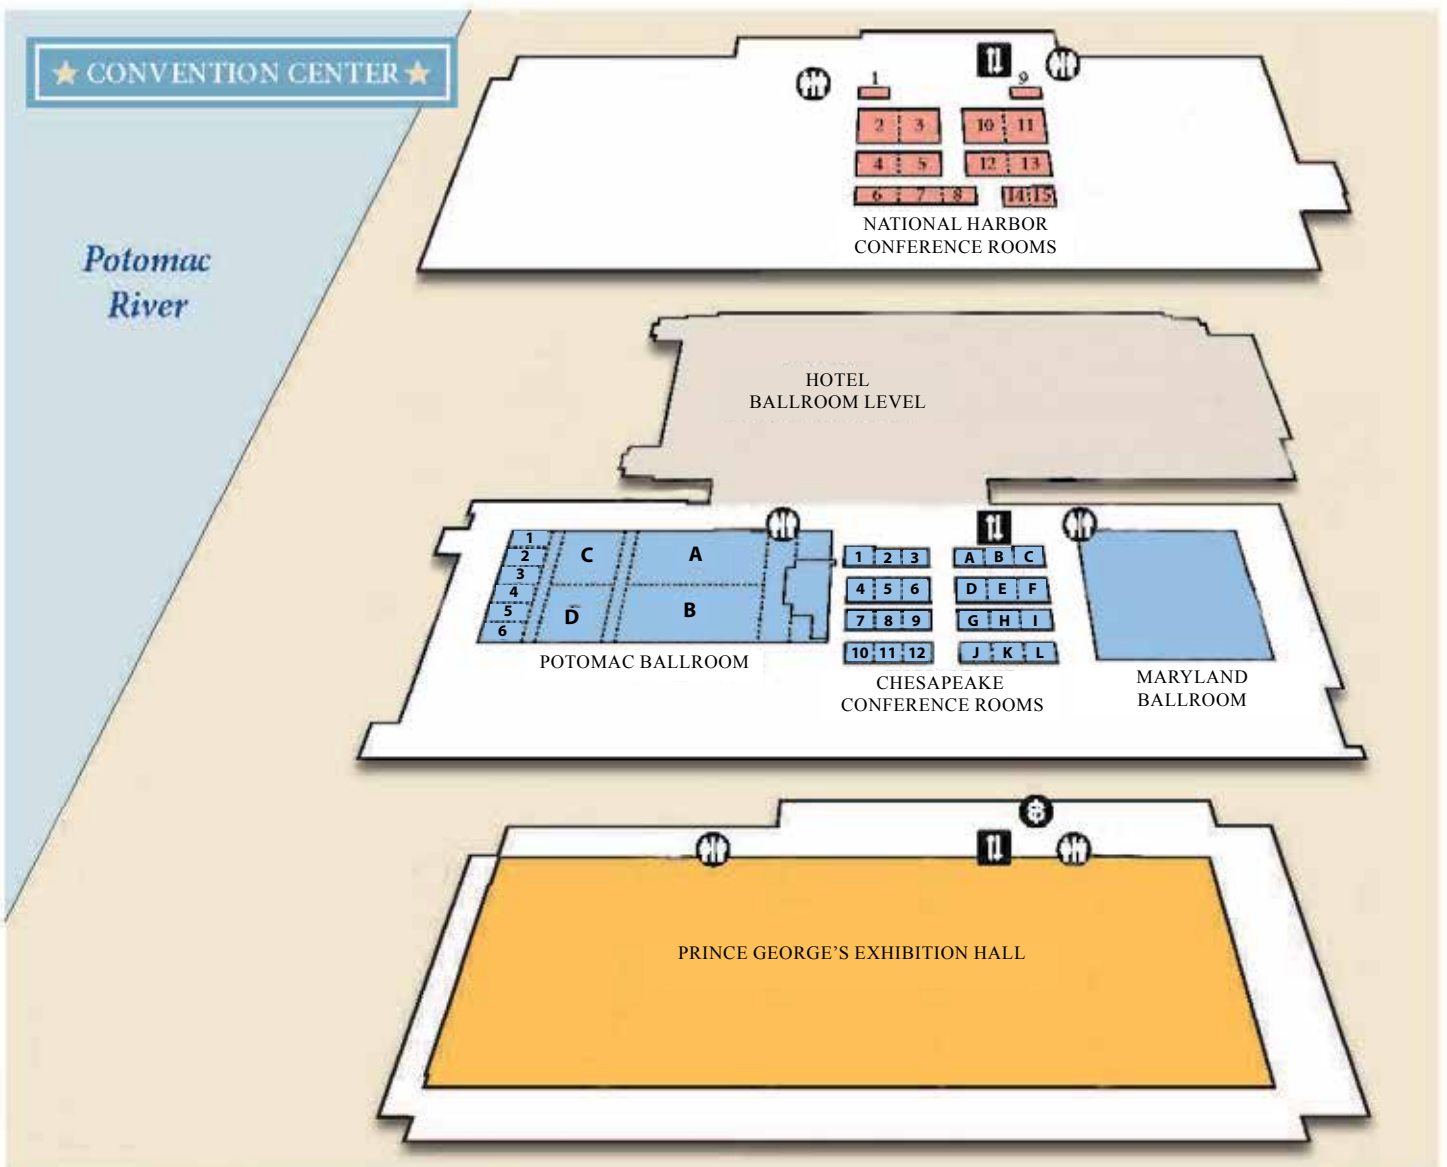 CONVENTION CENTER
Potomac
River
1 9
2 3 10 11
4 5 12 13
6 7 8 14 15
NATIONAL HARBOR
CONFERENCE ROOMS
HOTEL
BALLROOM LEVEL
1
2
3
4
5
6
C A
D B
POTOMAC BALLROOM
1 2 3 A B C
4 5 6 D E F
7 8 9 G H I
10 11 12 J K L
CHESAPEAKE
CONFERENCE ROOMS
MARYLAND
BALLROOM
$
PRINCE GEORGE’S EXHIBITION HALL